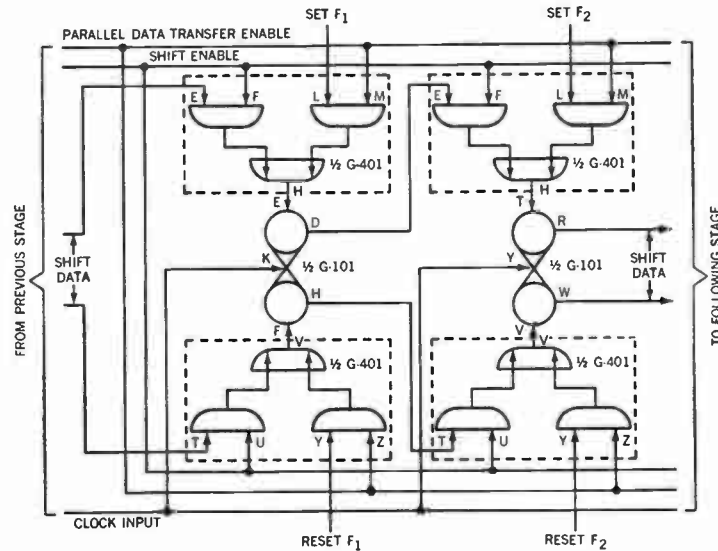 SET F1
SET F2
PARALLEL DATA TRANSFER ENABLE
SHIFT ENABLE
E
F
L
M
E
F
L
M
½ G-401
½ G-401
H
H
E
T
D
R
K
½ G-101
Y
½ G-101
SHIFT DATA
SHIFT DATA
H
W
F
V
V
V
½ G-401
½ G-401
T
U
Y
Z
T
U
Y
Z
CLOCK INPUT
RESET F1
RESET F2
FROM PREVIOUS STAGE
TO FOLLOWING STAGE